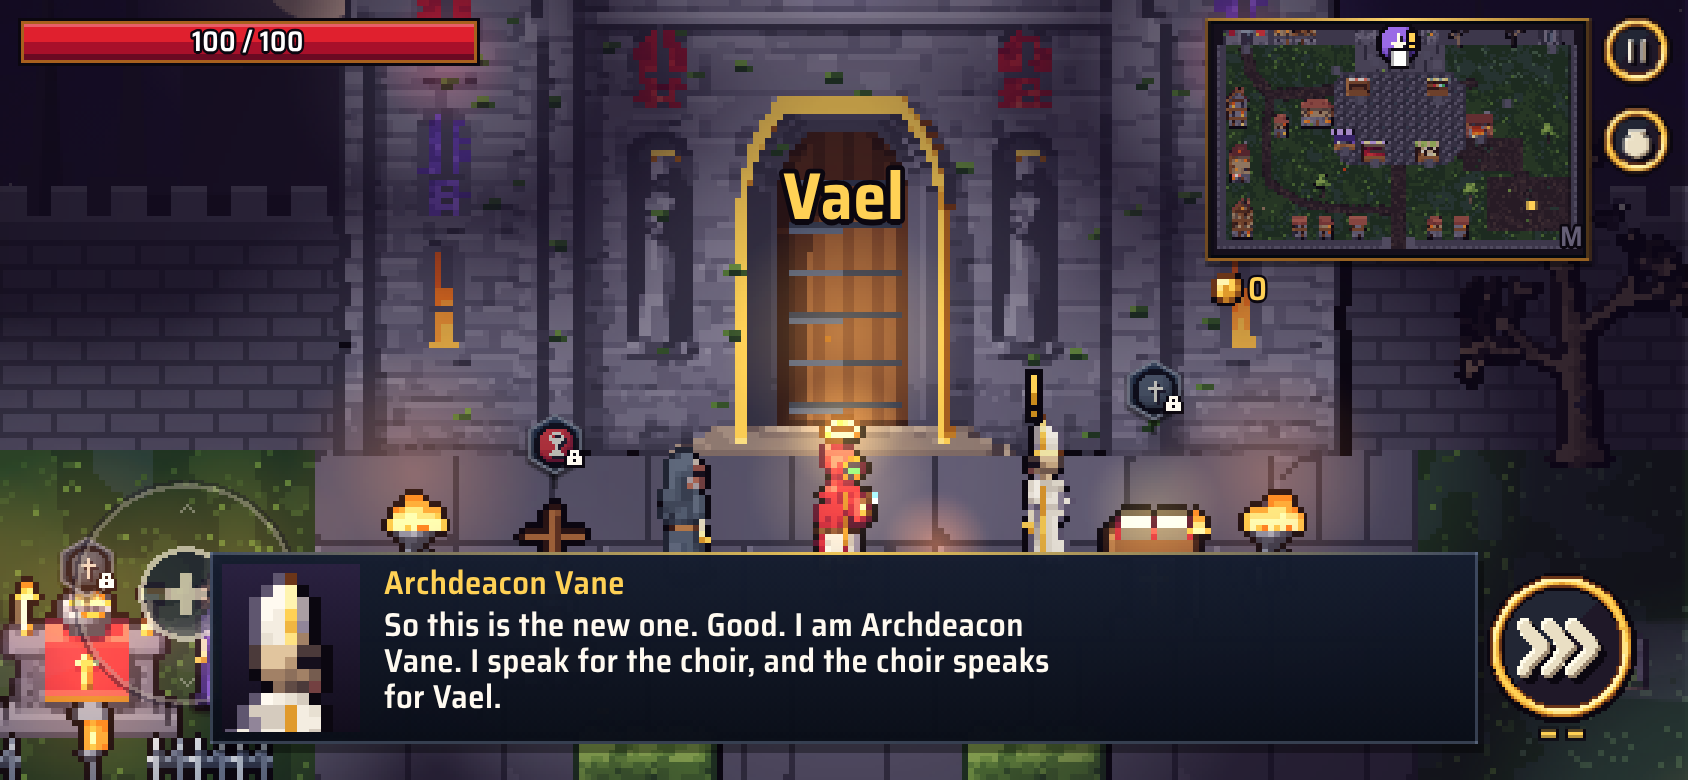 100 / 100
Vael
M
0
!
Archdeacon Vane
So this is the new one. Good. I am Archdeacon
Vane. I speak for the choir, and the choir speaks
for Vael.